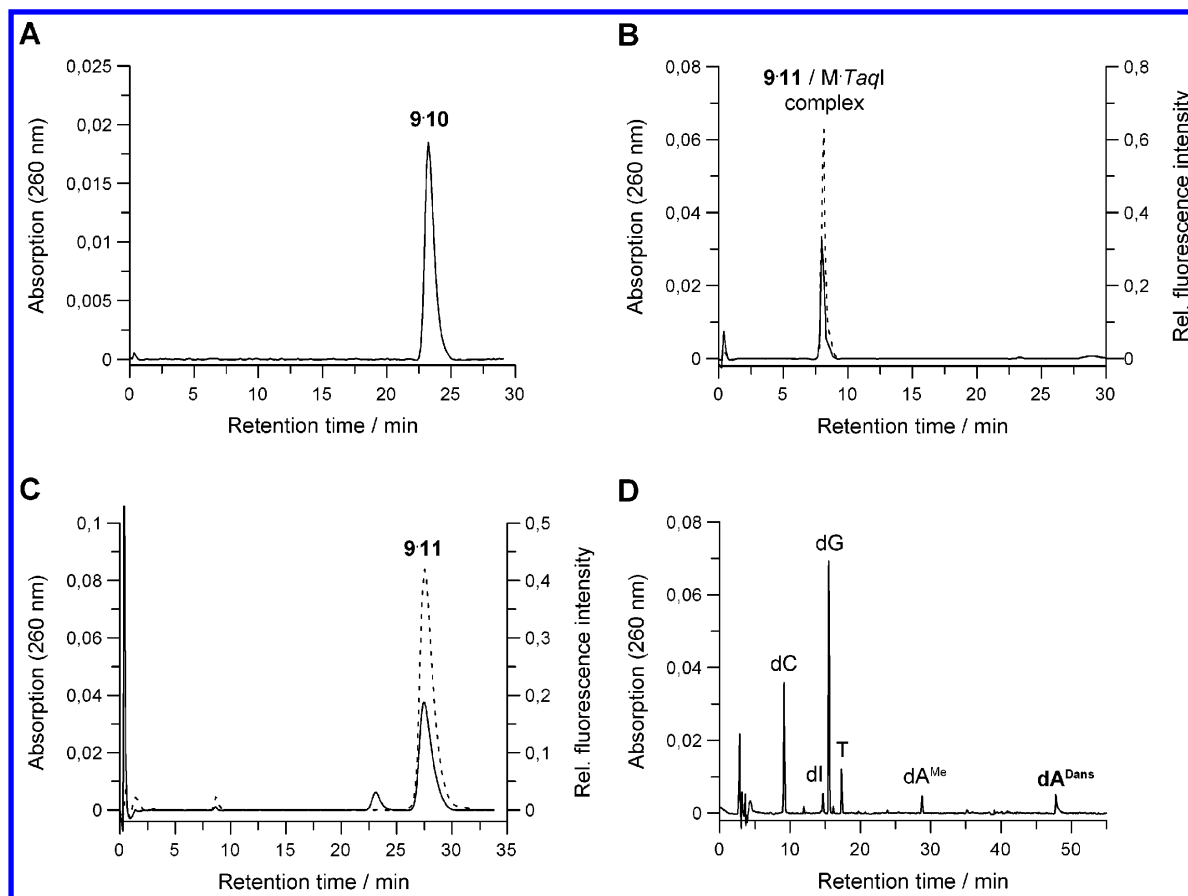 A
0,025
0,02
0,015
0,01
0,005
0
Absorption (260 nm)
9·10
0 5 10 15 20 25 30
Retention time / min
B
0,08
0,06
0,04
0,02
0
Absorption (260 nm)
9·11 / M·TaqI
complex
0,8
0,6
0,4
0,2
0
Rel. fluorescence intensity
0 5 10 15 20 25 30
Retention time / min
C
0,1
0,08
0,06
0,04
0,02
0
Absorption (260 nm)
9·11
0,5
0,4
0,3
0,2
0,1
0
Rel. fluorescence intensity
0 5 10 15 20 25 30 35
Retention time / min
D
0,08
0,06
0,04
0,02
0,00
Absorption (260 nm)
dC
dI
dG
T
dA^Me
dA^Dans
0 10 20 30 40 50
Retention time / min